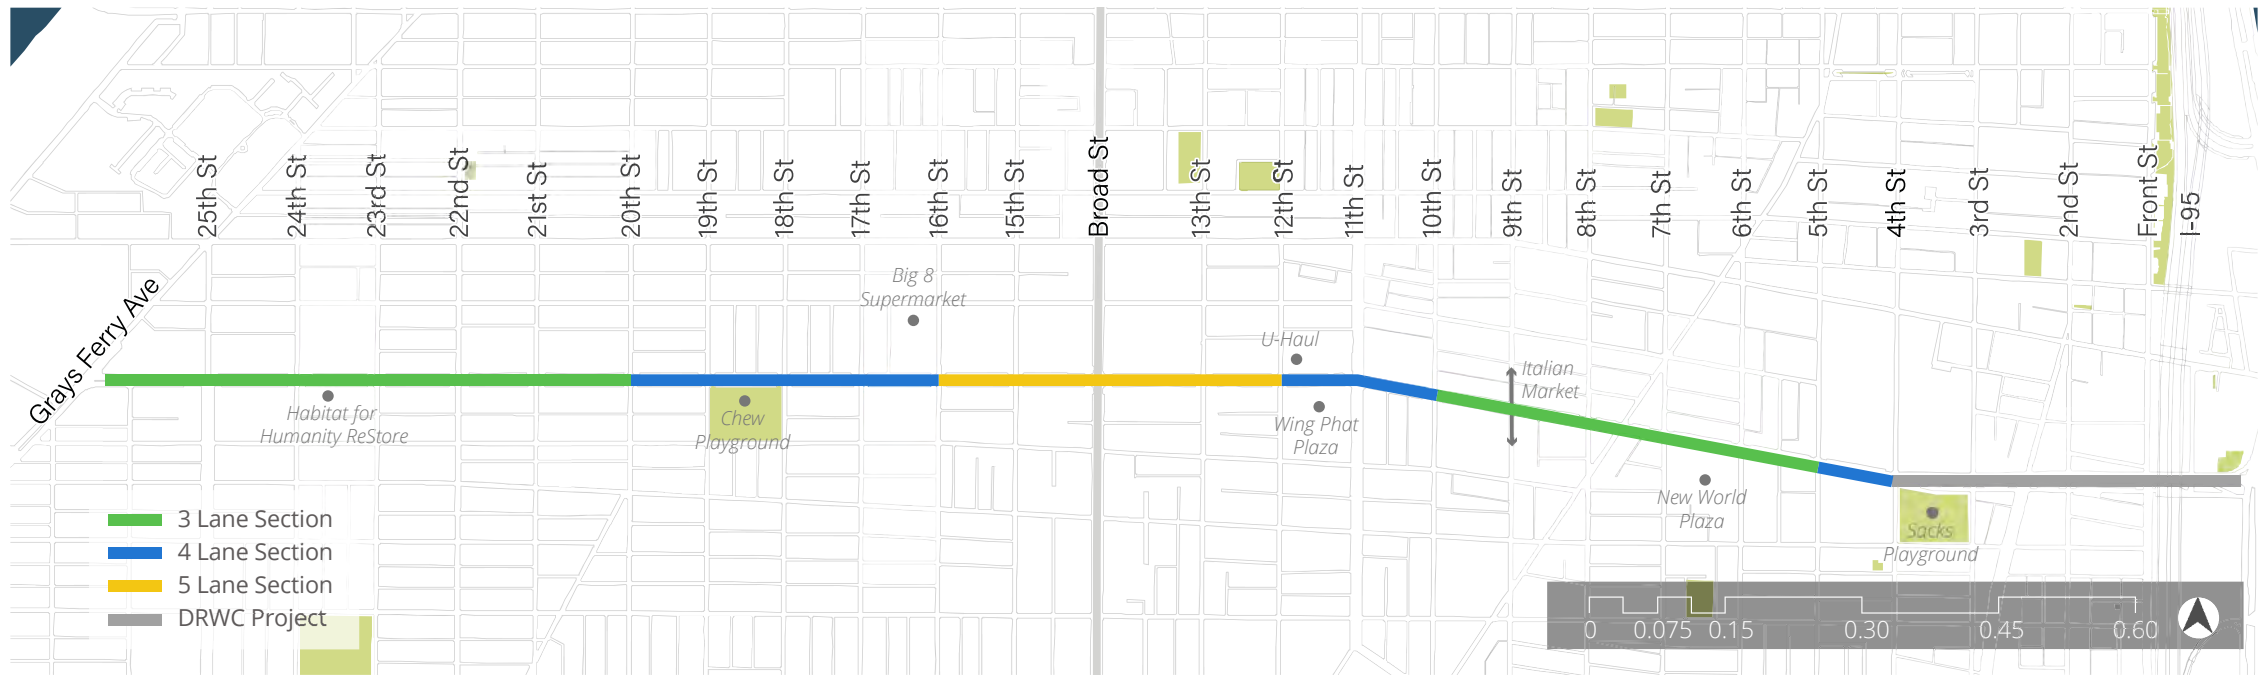 25th St
24th St
23rd St
22nd St
21st St
20th St
19th St
18th St
17th St
16th St
15th St
Broad St
13th St
12th St
11th St
10th St
9th St
8th St
7th St
6th St
5th St
4th St
3rd St
2nd St
Front St
I-95
Grays Ferry Ave
Big 8
Supermarket
U-Haul
Italian
Market
Habitat for
Humanity ReStore
Chew
Playground
Wing Phat
Plaza
New World
Plaza
Sacks
Playground
3 Lane Section
4 Lane Section
5 Lane Section
DRWC Project
0 0.075 0.15 0.30 0.45 0.60